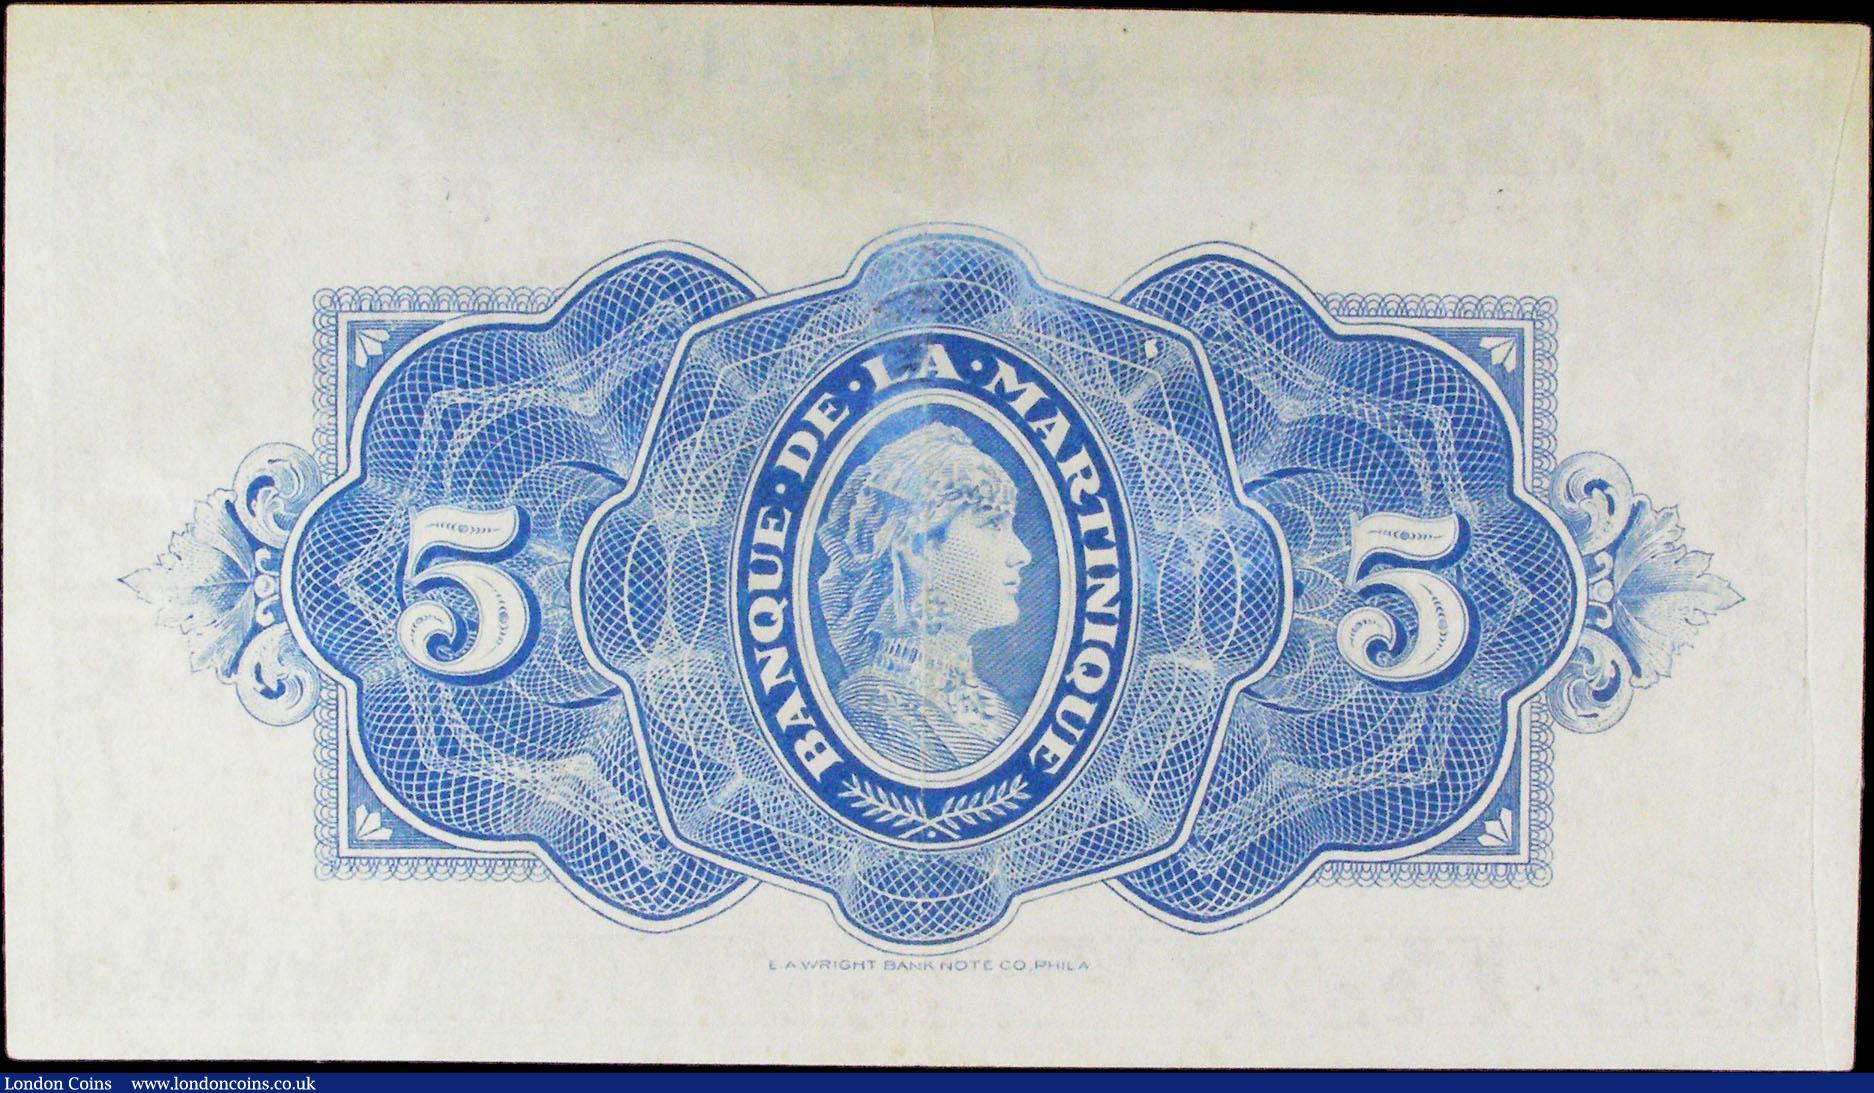 BANQUE · DE · LA · MARTINIQUE
5
5
E.A WRIGHT BANK NOTE CO, PHILA
London Coins www.londoncoins.co.uk